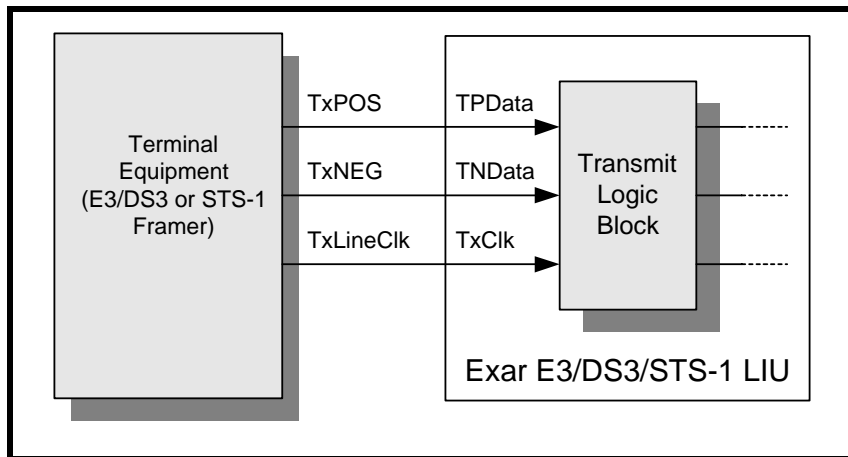 Terminal
Equipment
(E3/DS3 or STS-1
Framer)
TxPOS
TPData
TxNEG
TNData
TxLineClk
TxClk
Transmit
Logic
Block
Exar E3/DS3/STS-1 LIU